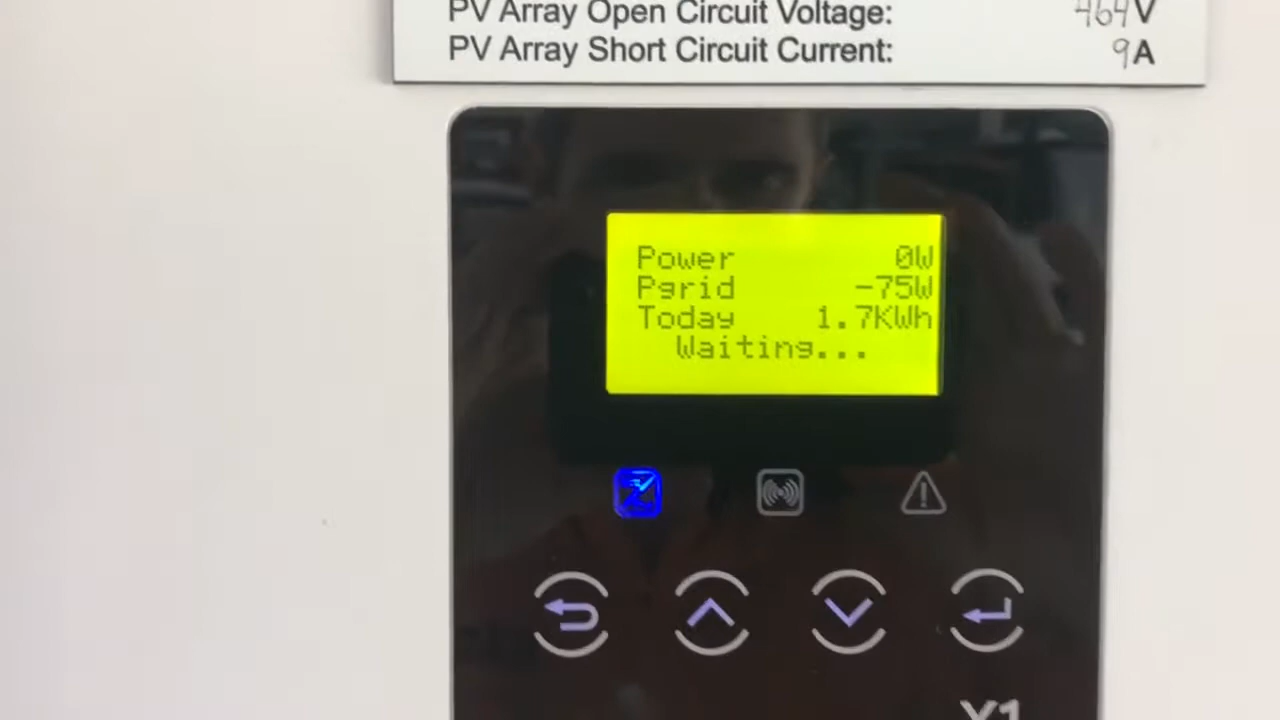 PV Array Open Circuit Voltage: 464V
PV Array Short Circuit Current: 9A
Power 0W
Pgrid -75W
Today 1.7KWh
Waiting...
X1